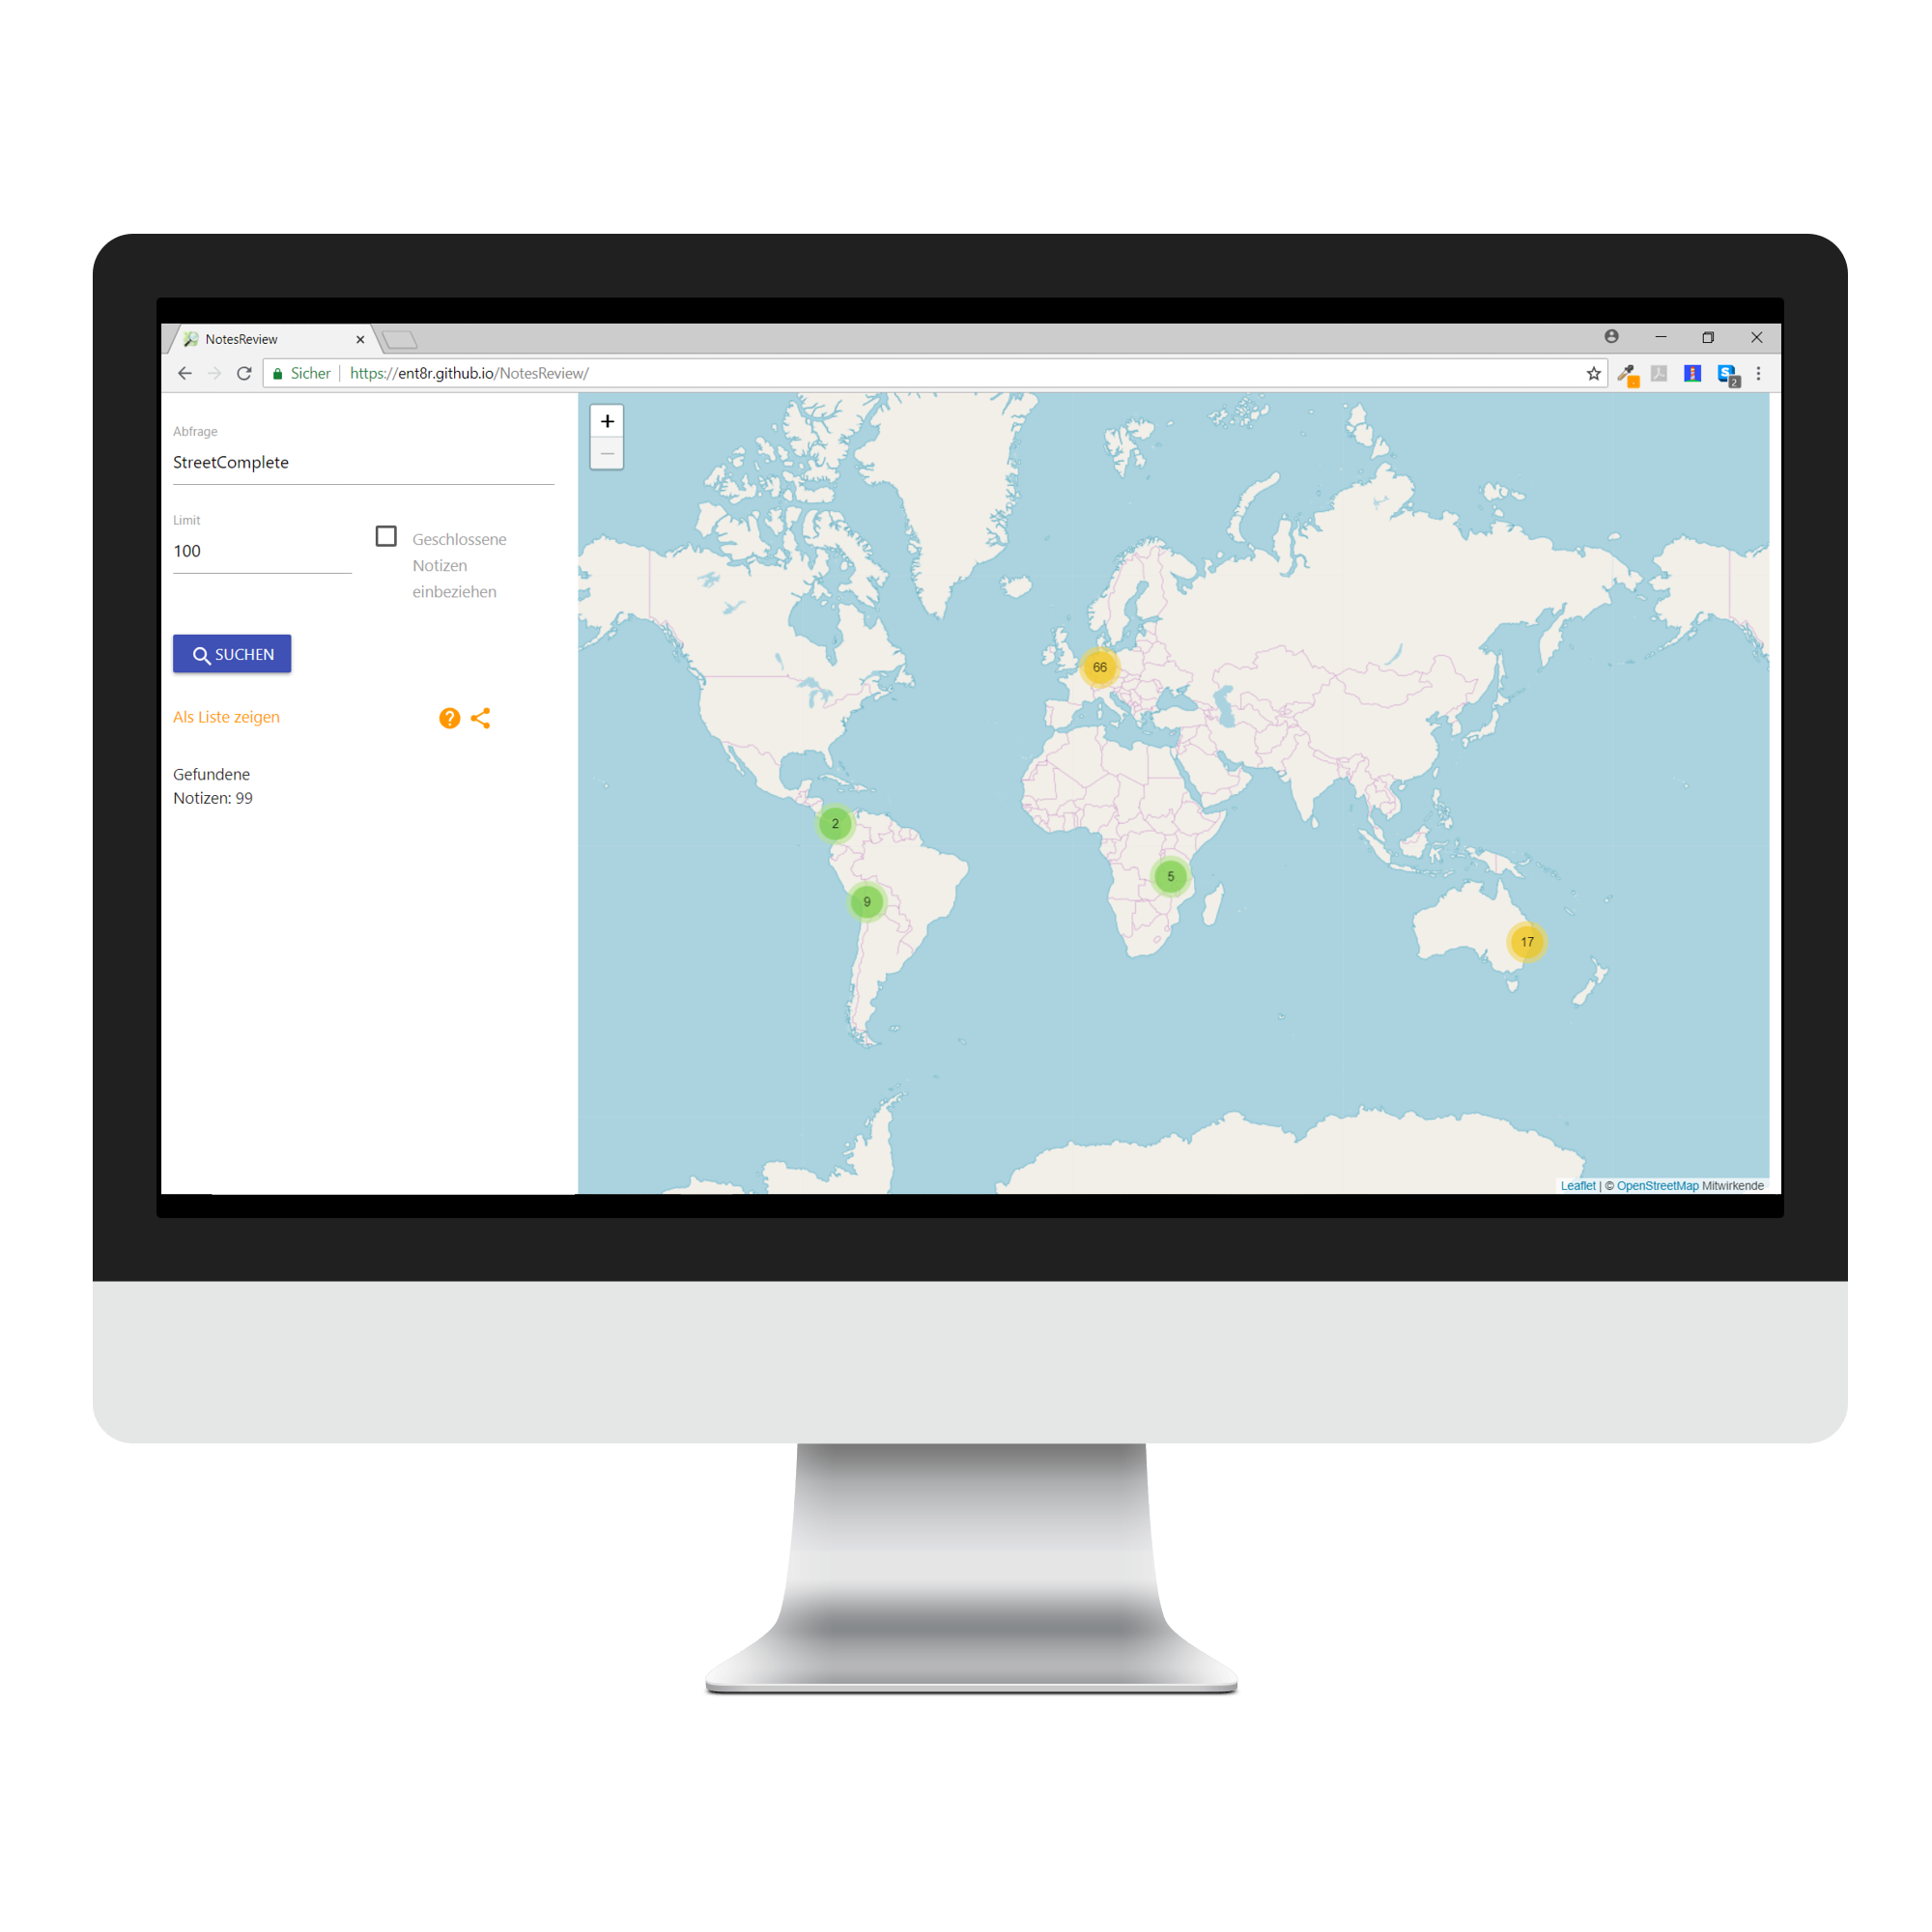 NotesReview
Sicher https://ent8r.github.io/NotesReview/
2
Abfrage
StreetComplete
Limit
100
Geschlossene
Notizen
einbeziehen
SUCHEN
Als Liste zeigen
?
Gefundene
Notizen: 99
+
−
66
2
5
9
17
Leaflet | © OpenStreetMap Mitwirkende